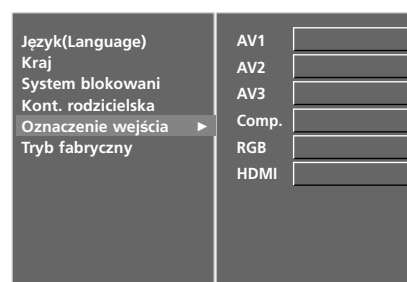 Język(Language)
Kraj
System blokowani
Kont. rodzicielska
Oznaczenie wejścia ►
Tryb fabryczny
AV1
AV2
AV3
Comp.
RGB
HDMI